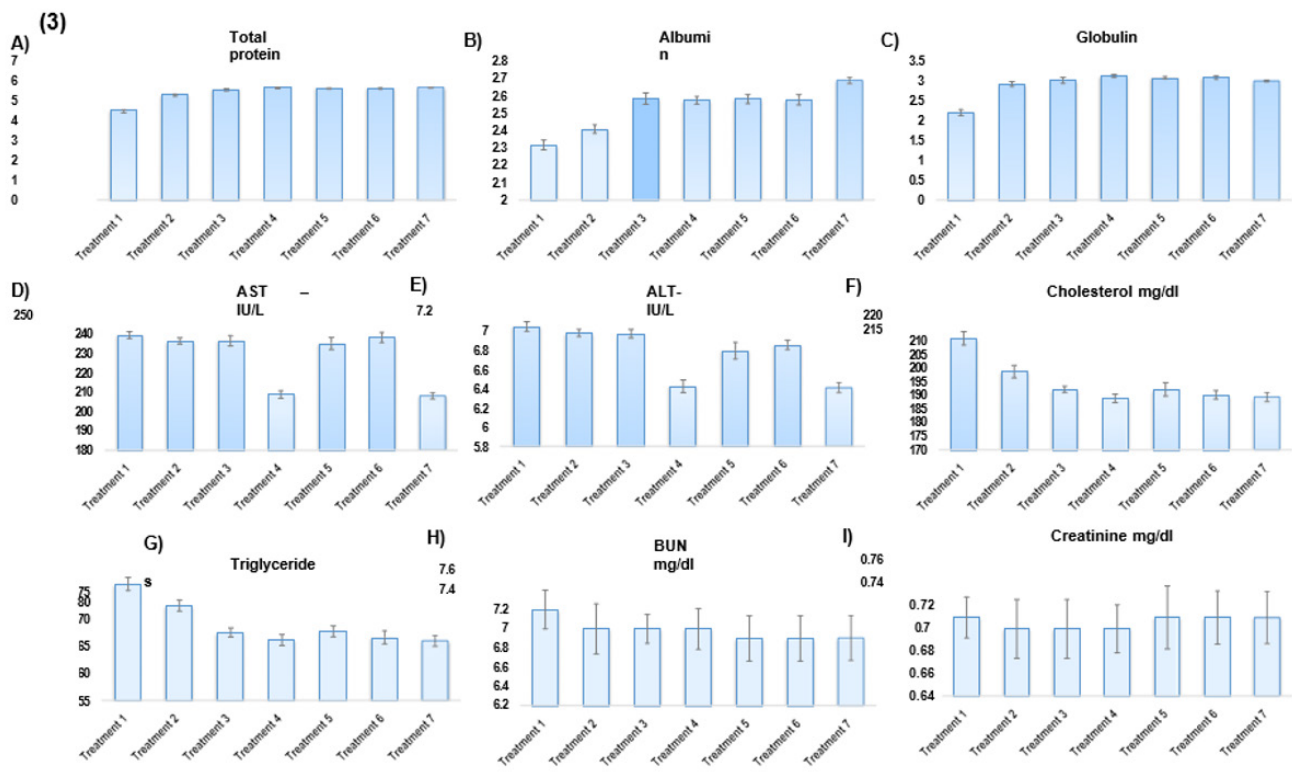 (3)
A)
Total
protein
7
6
5
4
3
2
1
0
Treatment 1
Treatment 2
Treatment 3
Treatment 4
Treatment 5
Treatment 6
Treatment 7
B)
Albumi
n
2.8
2.7
2.6
2.5
2.4
2.3
2.2
2.1
2
Treatment 1
Treatment 2
Treatment 3
Treatment 4
Treatment 5
Treatment 6
Treatment 7
C)
Globulin
3.5
3
2.5
2
1.5
1
0.5
0
Treatment 1
Treatment 2
Treatment 3
Treatment 4
Treatment 5
Treatment 6
Treatment 7
D)
AST –
IU/L
250
240
230
220
210
200
190
180
Treatment 1
Treatment 2
Treatment 3
Treatment 4
Treatment 5
Treatment 6
Treatment 7
E)
ALT-
IU/L
7.2
7
6.8
6.6
6.4
6.2
6
5.8
Treatment 1
Treatment 2
Treatment 3
Treatment 4
Treatment 5
Treatment 6
Treatment 7
F)
Cholesterol mg/dl
220
215
210
205
200
195
190
185
180
175
170
Treatment 1
Treatment 2
Treatment 3
Treatment 4
Treatment 5
Treatment 6
Treatment 7
G)
Triglyceride
s
75
80
70
65
60
55
Treatment 1
Treatment 2
Treatment 3
Treatment 4
Treatment 5
Treatment 6
Treatment 7
H)
BUN
mg/dl
7.6
7.4
7.2
7
6.8
6.6
6.4
6.2
Treatment 1
Treatment 2
Treatment 3
Treatment 4
Treatment 5
Treatment 6
Treatment 7
I)
Creatinine mg/dl
0.76
0.74
0.72
0.7
0.68
0.66
0.64
Treatment 1
Treatment 2
Treatment 3
Treatment 4
Treatment 5
Treatment 6
Treatment 7